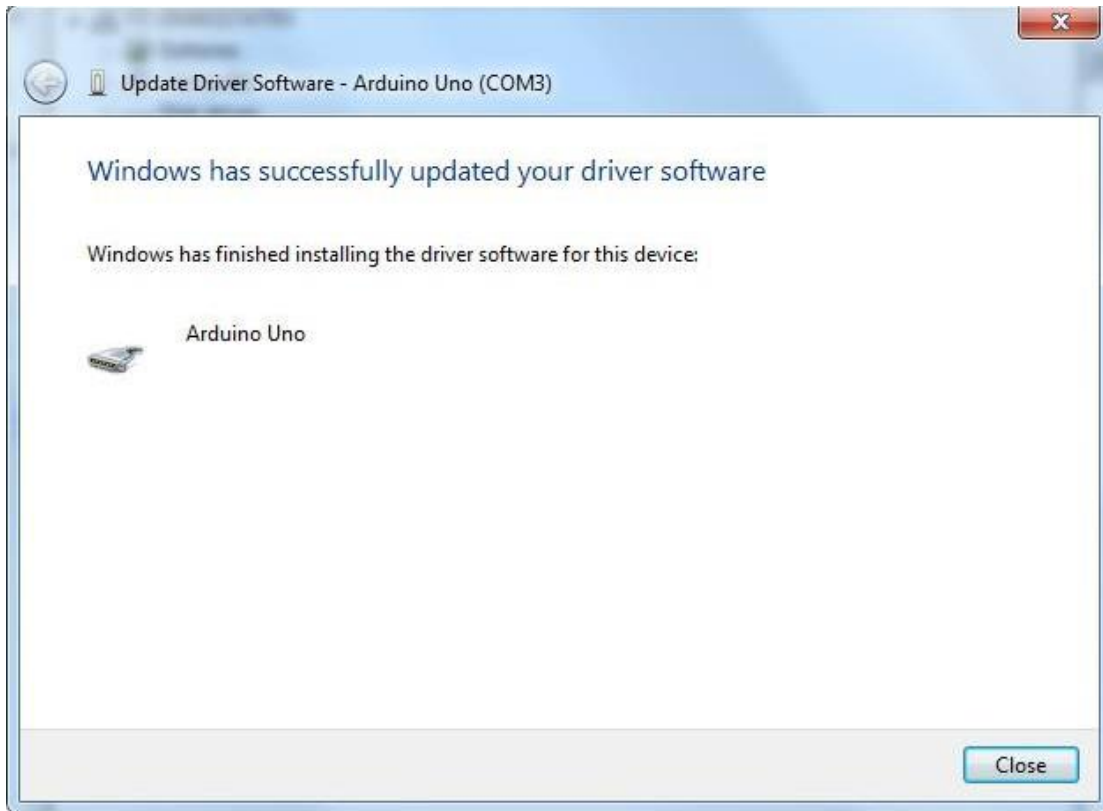 Update Driver Software - Arduino Uno (COM3)
Windows has successfully updated your driver software
Windows has finished installing the driver software for this device:
Arduino Uno
Close